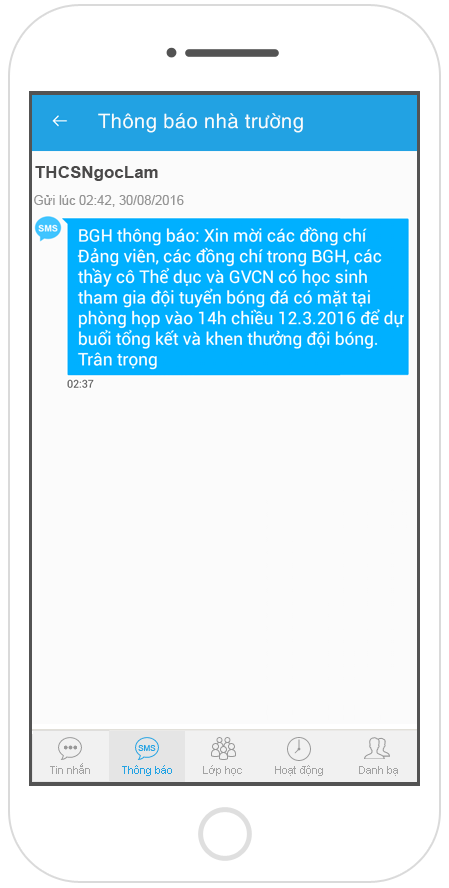 Thông báo nhà trường
THCSNgocLam
Gửi lúc 02:42, 30/08/2016
SMS
BGH thông báo: Xin mời các đồng chí
Đảng viên, các đồng chí trong BGH, các
thầy cô Thể dục và GVCN có học sinh
tham gia đội tuyển bóng đá có mặt tại
phòng họp vào 14h chiều 12.3.2016 để dự
buổi tổng kết và khen thưởng đội bóng.
Trân trọng
02:37
SMS
Tin nhắn Thông báo Lớp học Hoạt động Danh bạ